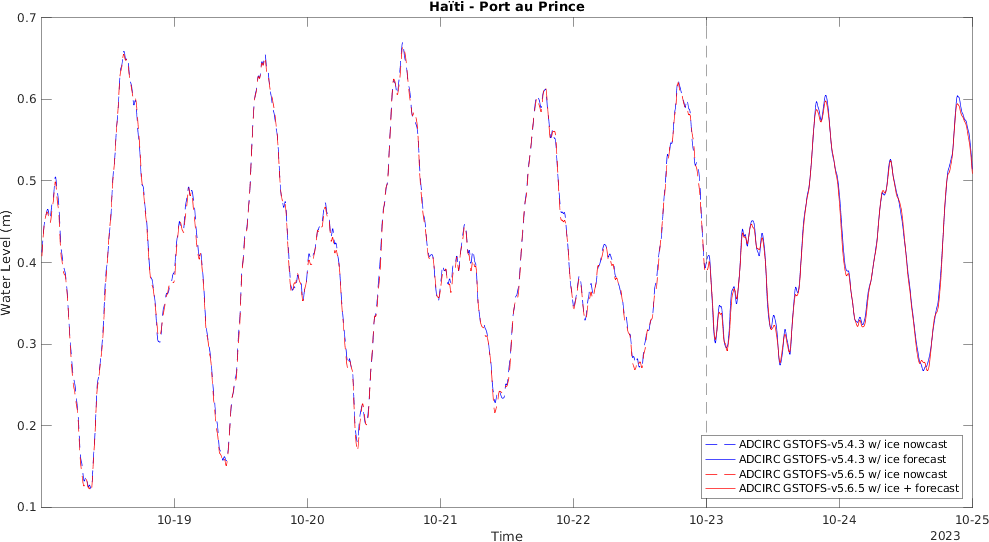 Haïti - Port au Prince
Water Level (m)
0.7
0.6
0.5
0.4
0.3
0.2
0.1
ADCIRC GSTOFS-v5.4.3 w/ ice nowcast
ADCIRC GSTOFS-v5.4.3 w/ ice forecast
ADCIRC GSTOFS-v5.6.5 w/ ice nowcast
ADCIRC GSTOFS-v5.6.5 w/ ice + forecast
10-19 10-20 10-21 10-22 10-23 10-24 10-25
Time
2023